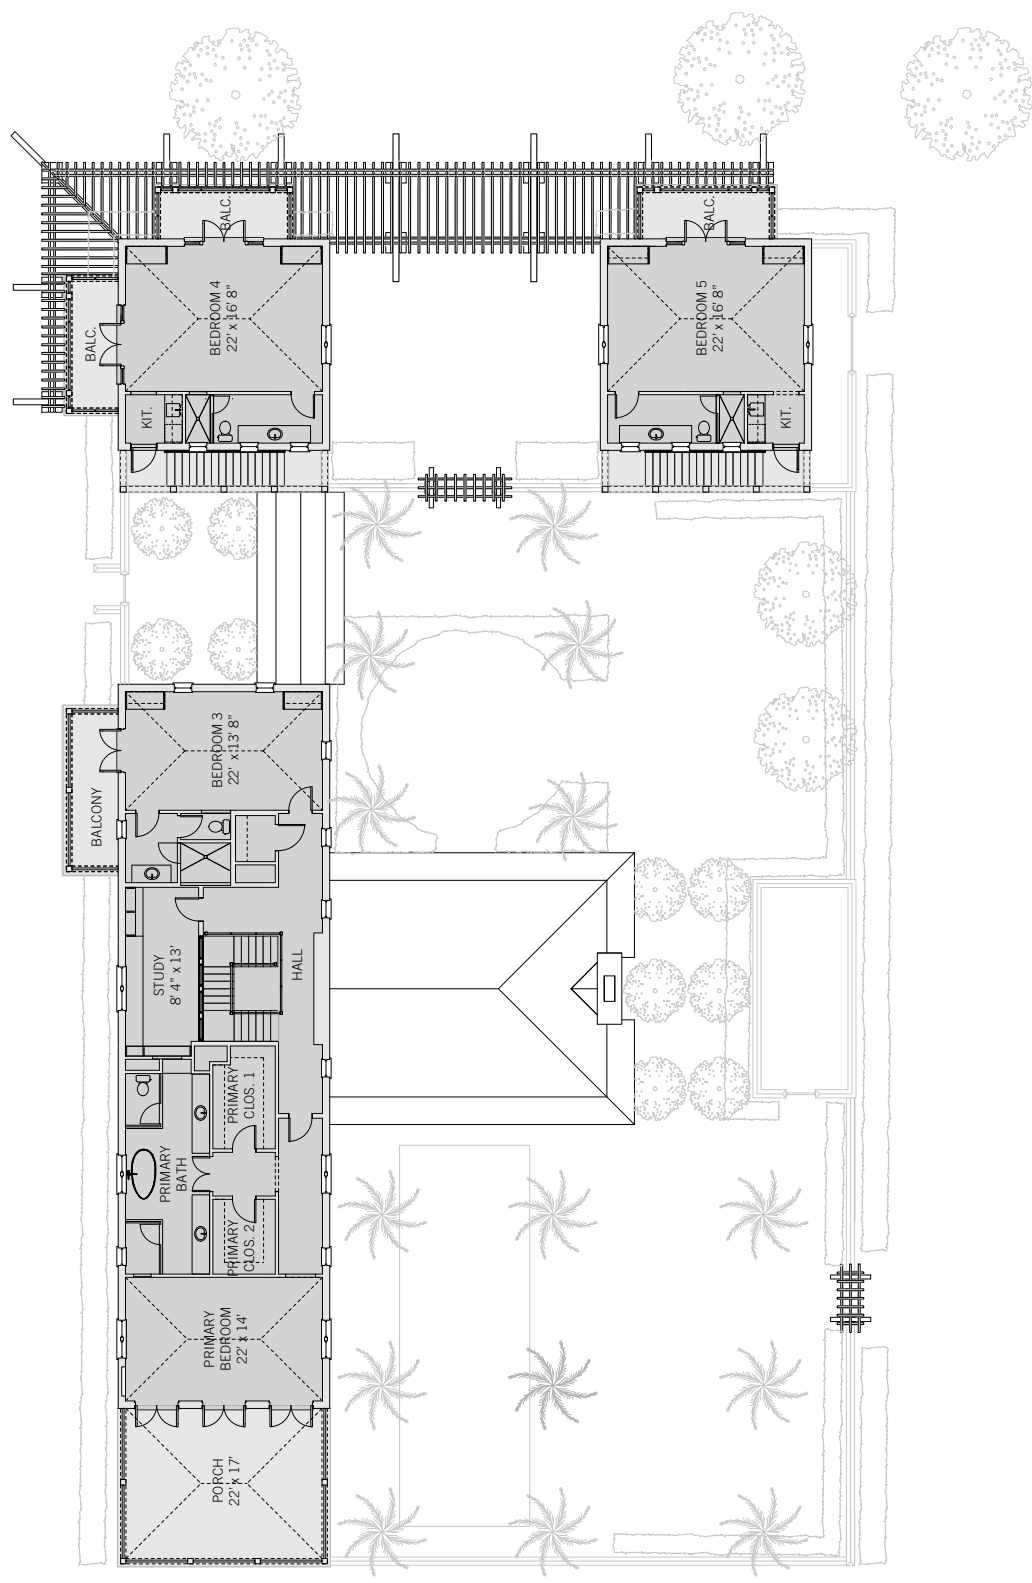 BALC.
BALC.
BEDROOM 4
22' x 16' 8"
BEDROOM 5
22' x 16' 8"
BALC.
KIT.
KIT.
BEDROOM 3
22' x 13' 8"
BALCONY
STUDY
8' 4" x 13'
HALL
PRIMARY
CLOS. 1
PRIMARY
BATH
PRIMARY
CLOS. 2
PRIMARY
BEDROOM
22' x 14'
PORCH
22' x 17'